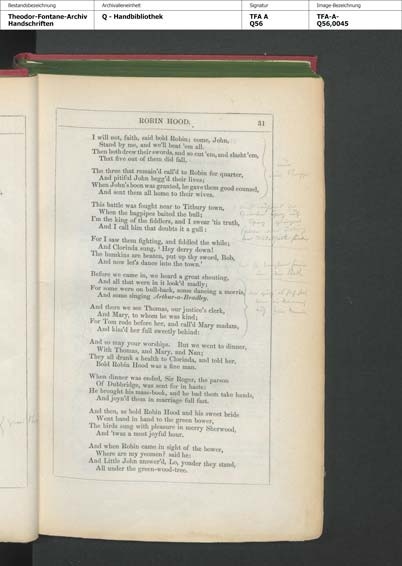 Bestandsbezeichnung
Archivalieneinheit
Signatur
Image-Bezeichnung
Theodor-Fontane-Archiv
Handschriften
Q - Handbibliothek
TFA A
Q56
TFA-A-
Q56,0045
ROBIN HOOD. 31
I will not, faith, said bold Robin; come, John,
Stand by me, and we'll beat 'em all.
Then both drew their swords, and so cut 'em, and slasht 'em,
That five out of them did fall.
The three that remain'd call'd to Robin for quarter,
And pitiful John begg'd their lives;
When John's boon was granted, he gave them good counsel,
And sent them all home to their wives.
This battle was fought near to Titbury town,
When the bagpipes baited the bull;
I'm the king of the fiddlers, and I swear 'tis truth,
And I call him that doubts it a gull:
For I saw them fighting, and fiddled the while;
And Clorinda sung, 'Hey derry down!
The bumkins are beaten, put up thy sword, Bob,
And now let's dance into the town.'
Before we came in, we heard a great shouting,
And all that were in it look'd madly;
For some were on bull-back, some dancing a morris,
And some singing Arthur-a-Bradley.
And there we see Thomas, our justice's clerk,
And Mary, to whom he was kind;
For Tom rode before her, and call'd Mary madam,
And kiss'd her full sweetly behind:
And so may your worships. But we went to dinner,
With Thomas, and Mary, and Nan;
They all drank a health to Clorinda, and told her,
Bold Robin Hood was a fine man.
When dinner was ended, Sir Roger, the parson
Of Dubbridge, was sent for in haste:
He brought his mass-book, and he bad them take hands,
And joyn'd them in marriage full fast.
And then, as bold Robin Hood and his sweet bride
Went hand in hand to the green bower,
The birds sung with pleasure in merry Sherwood,
And 'twas a most joyful hour.
And when Robin came in sight of the bower,
Where are my yeomen? said he:
And Little John answer'd, Lo, yonder they stand,
All under the green-wood-tree.